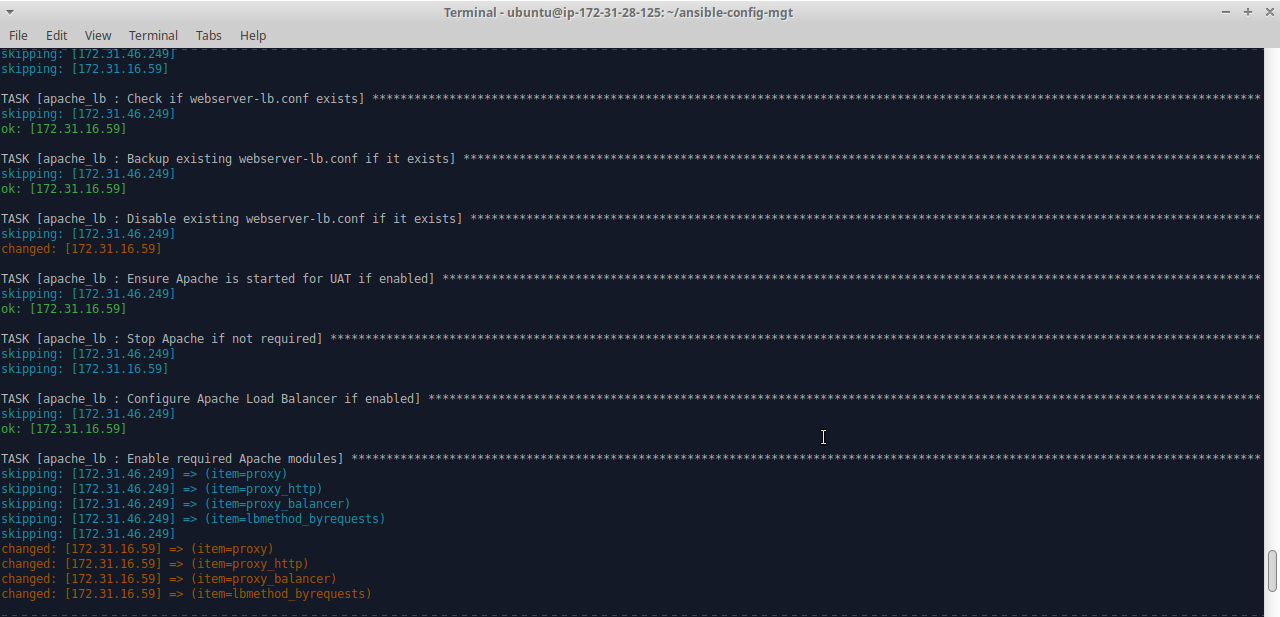 Terminal - ubuntu@ip-172-31-28-125: ~/ansible-config-mgt
File Edit View Terminal Tabs Help
skipping: [172.31.46.249]
skipping: [172.31.16.59]
TASK [apache_lb : Check if webserver-lb.conf exists] *******************************************************************************************************************************
skipping: [172.31.46.249]
ok: [172.31.16.59]
TASK [apache_lb : Backup existing webserver-lb.conf if it exists] ******************************************************************************************************************
skipping: [172.31.46.249]
ok: [172.31.16.59]
TASK [apache_lb : Disable existing webserver-lb.conf if it exists] *****************************************************************************************************************
skipping: [172.31.46.249]
changed: [172.31.16.59]
TASK [apache_lb : Ensure Apache is started for UAT if enabled] *********************************************************************************************************************
skipping: [172.31.46.249]
ok: [172.31.16.59]
TASK [apache_lb : Stop Apache if not required] *************************************************************************************************************************************
skipping: [172.31.46.249]
skipping: [172.31.16.59]
TASK [apache_lb : Configure Apache Load Balancer if enabled] ***********************************************************************************************************************
skipping: [172.31.46.249]
ok: [172.31.16.59]
TASK [apache_lb : Enable required Apache modules] **********************************************************************************************************************************
skipping: [172.31.46.249] => (item=proxy)
skipping: [172.31.46.249] => (item=proxy_http)
skipping: [172.31.46.249] => (item=proxy_balancer)
skipping: [172.31.46.249] => (item=lbmethod_byrequests)
skipping: [172.31.46.249]
changed: [172.31.16.59] => (item=proxy)
changed: [172.31.16.59] => (item=proxy_http)
changed: [172.31.16.59] => (item=proxy_balancer)
changed: [172.31.16.59] => (item=lbmethod_byrequests)